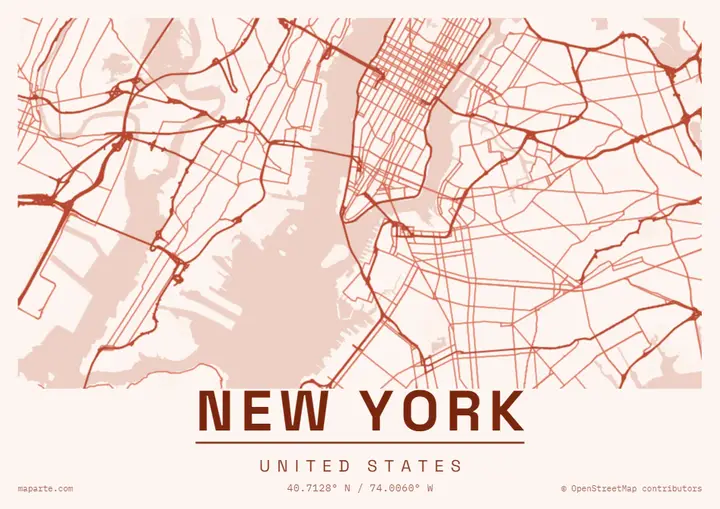 NEW YORK
UNITED STATES
maparte.com
40.7128° N / 74.0060° W
© OpenStreetMap contributors